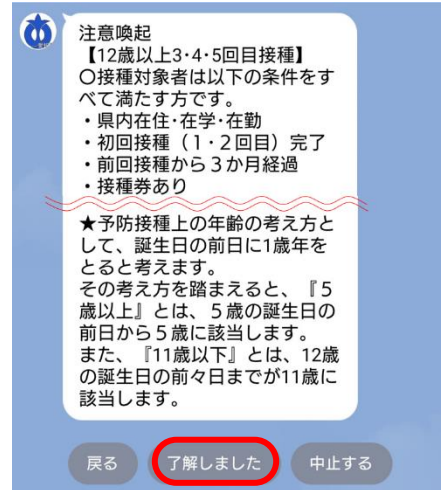 注意喚起
【12歳以上3・4・5回目接種】
〇接種対象者は以下の条件をす
べて満たす方です。
・県内在住・在学・在勤
・初回接種（1・2回目）完了
・前回接種から３か月経過
・接種券あり
★予防接種上の年齢の考え方と
して、誕生日の前日に1歳年を
とると考えます。
その考え方を踏まえると、『５
歳以上』とは、５歳の誕生日の
前日から５歳に該当します。
また、『11歳以下』とは、12歳
の誕生日の前々日までが11歳に
該当します。
戻る 了解しました 中止する